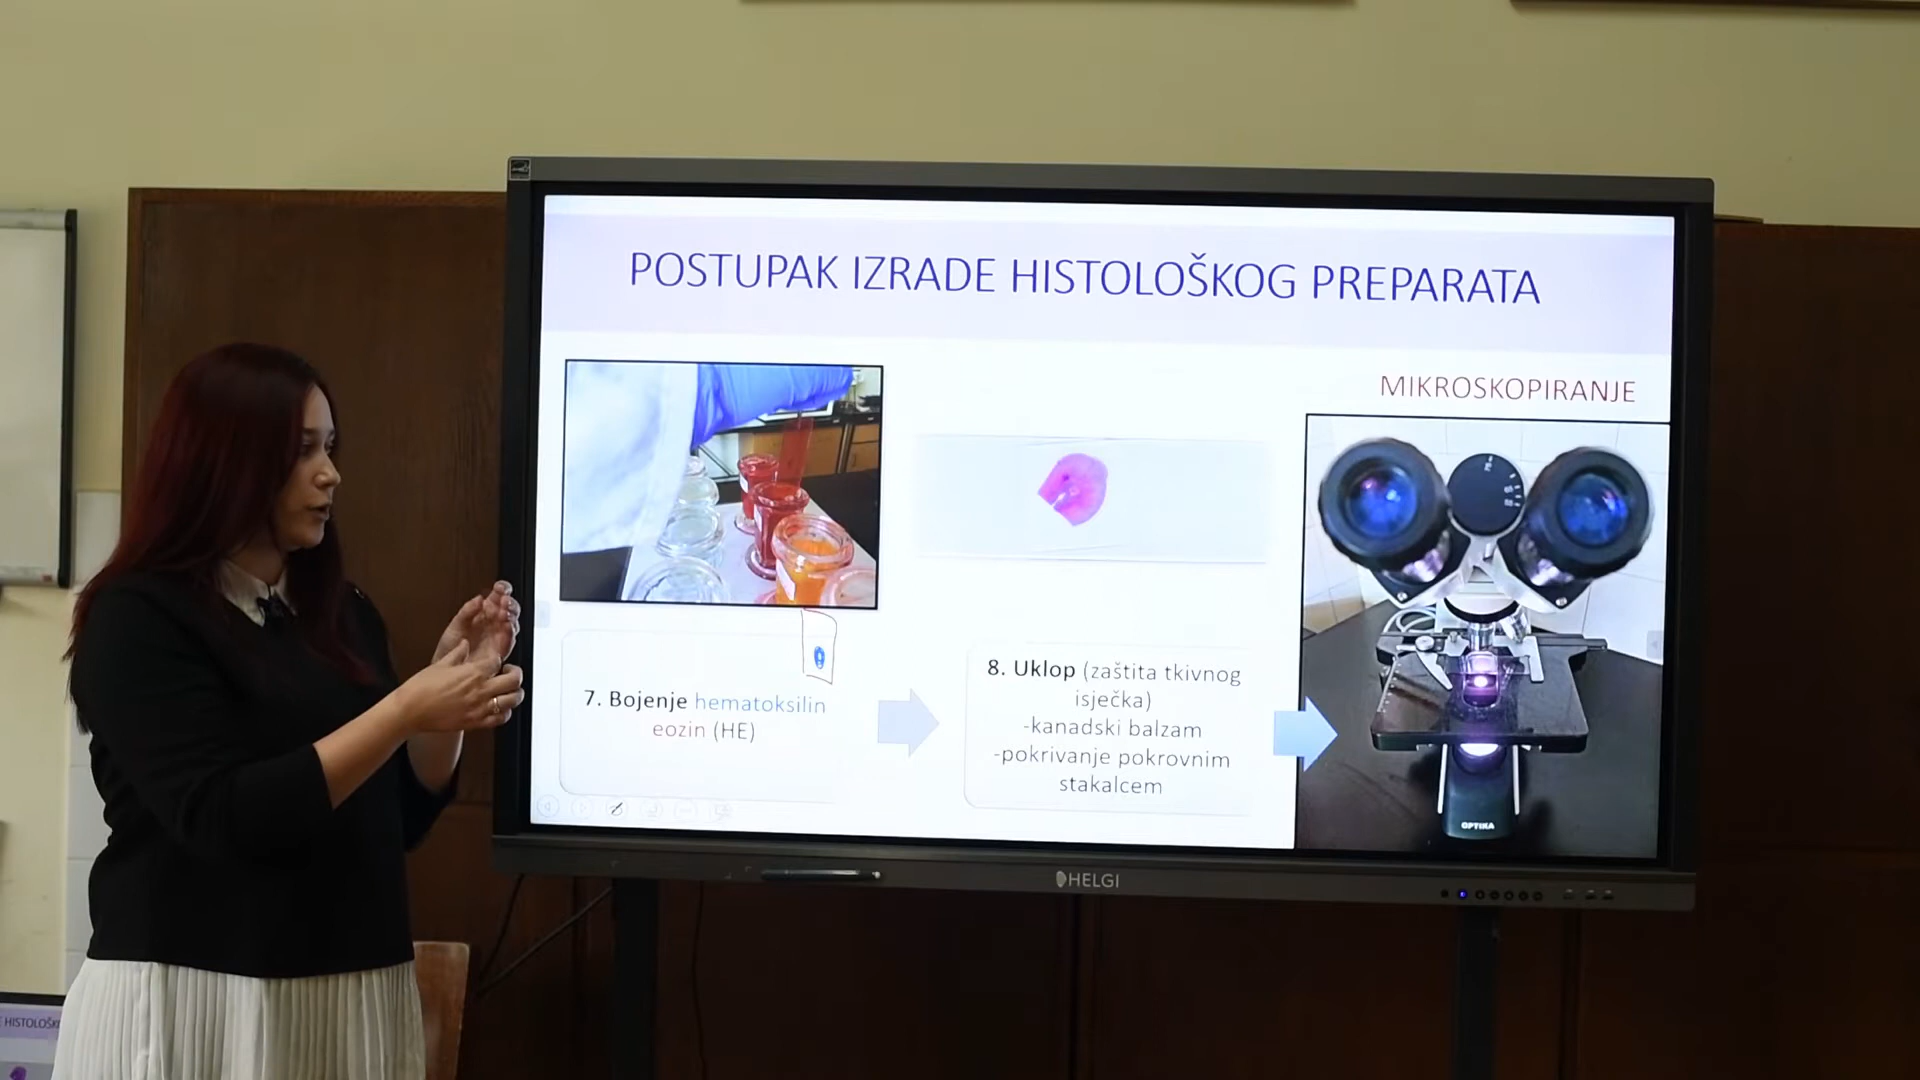 POSTUPAK IZRADE HISTOLOŠKOG PREPARATA
MIKROSKOPIRANJE
7. Bojenje hematoksilin
eozin (HE)
8. Uklop (zaštita tkivnog
isječka)
-kanadski balzam
-pokrivanje pokrovnim
stakalcem
OPTIKA
HELGI